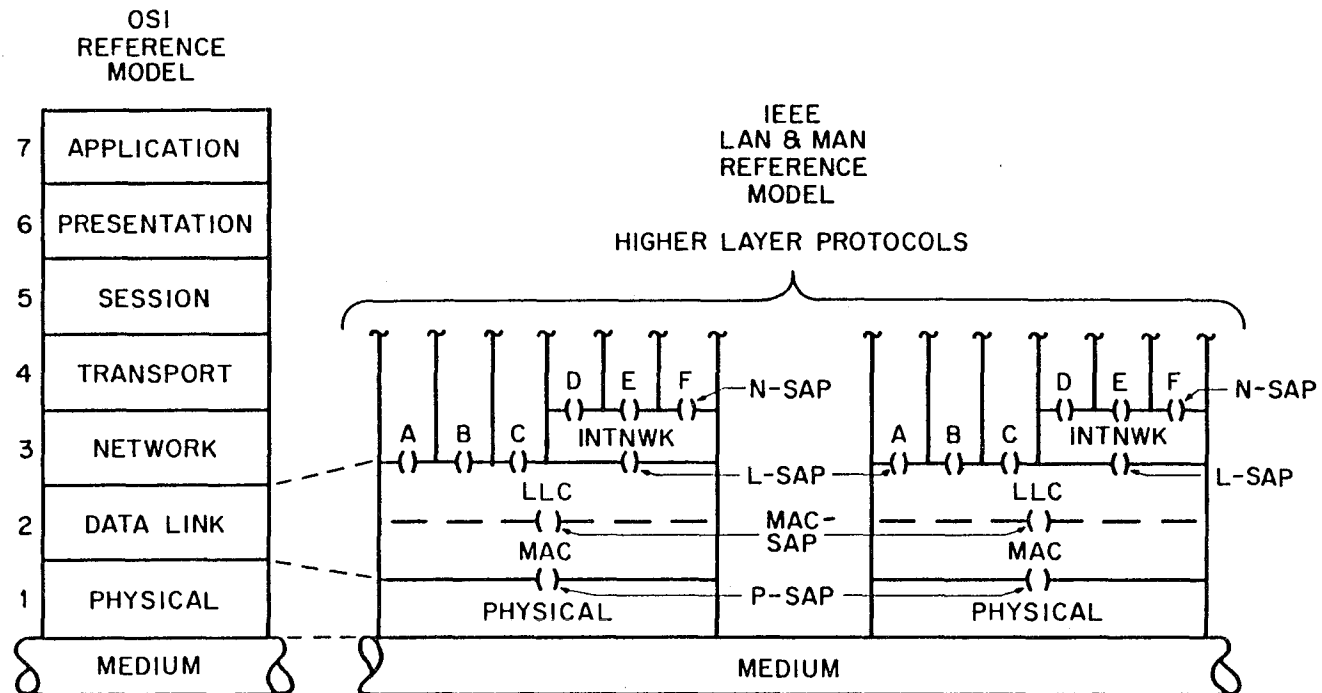 OSI
REFERENCE
MODEL
7 APPLICATION
6 PRESENTATION
5 SESSION
4 TRANSPORT
3 NETWORK
2 DATA LINK
1 PHYSICAL
MEDIUM
IEEE
LAN & MAN
REFERENCE
MODEL
HIGHER LAYER PROTOCOLS
D E F
N-SAP
A B C
INTNWK
L-SAP
LLC
MAC-
SAP
MAC
P-SAP
PHYSICAL
D E F
N-SAP
A B C
INTNWK
L-SAP
LLC
MAC
PHYSICAL
MEDIUM